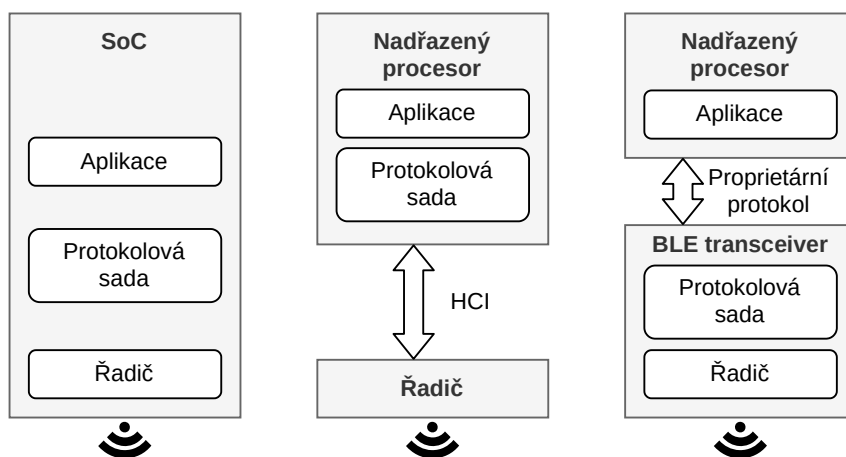 SoC
Aplikace
Protokolová
sada
Řadič
Nadřazený
procesor
Aplikace
Protokolová
sada
HCI
Řadič
Nadřazený
procesor
Aplikace
Proprietární
protokol
BLE transceiver
Protokolová
sada
Řadič